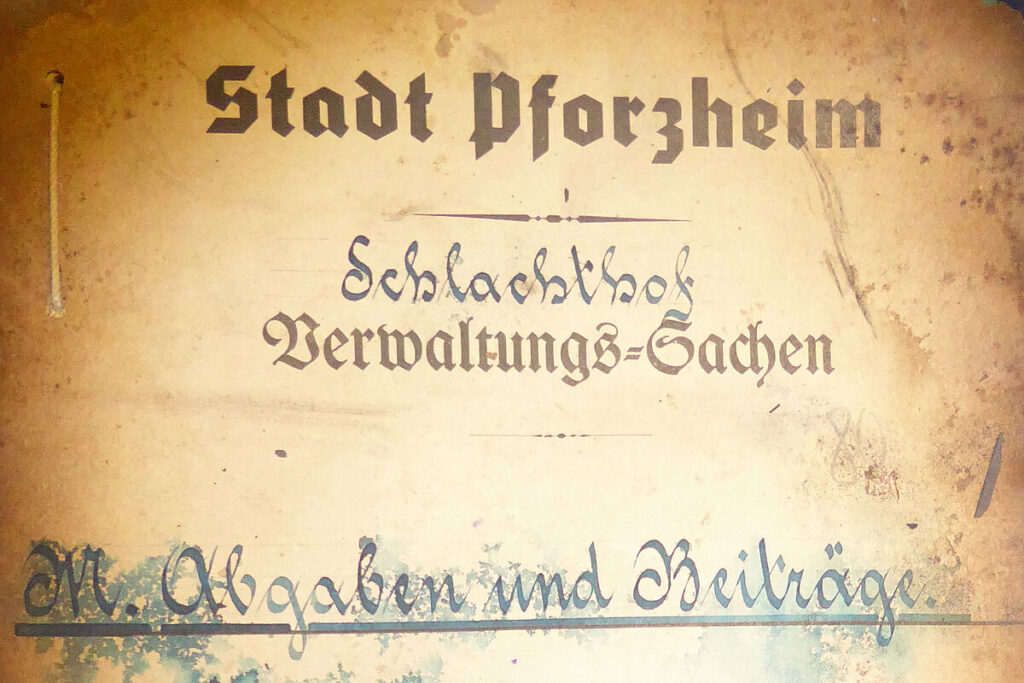 Stadt Pforzheim
Schlachthof
Verwaltungs-Sachen
M. Abgaben und Beiträge.